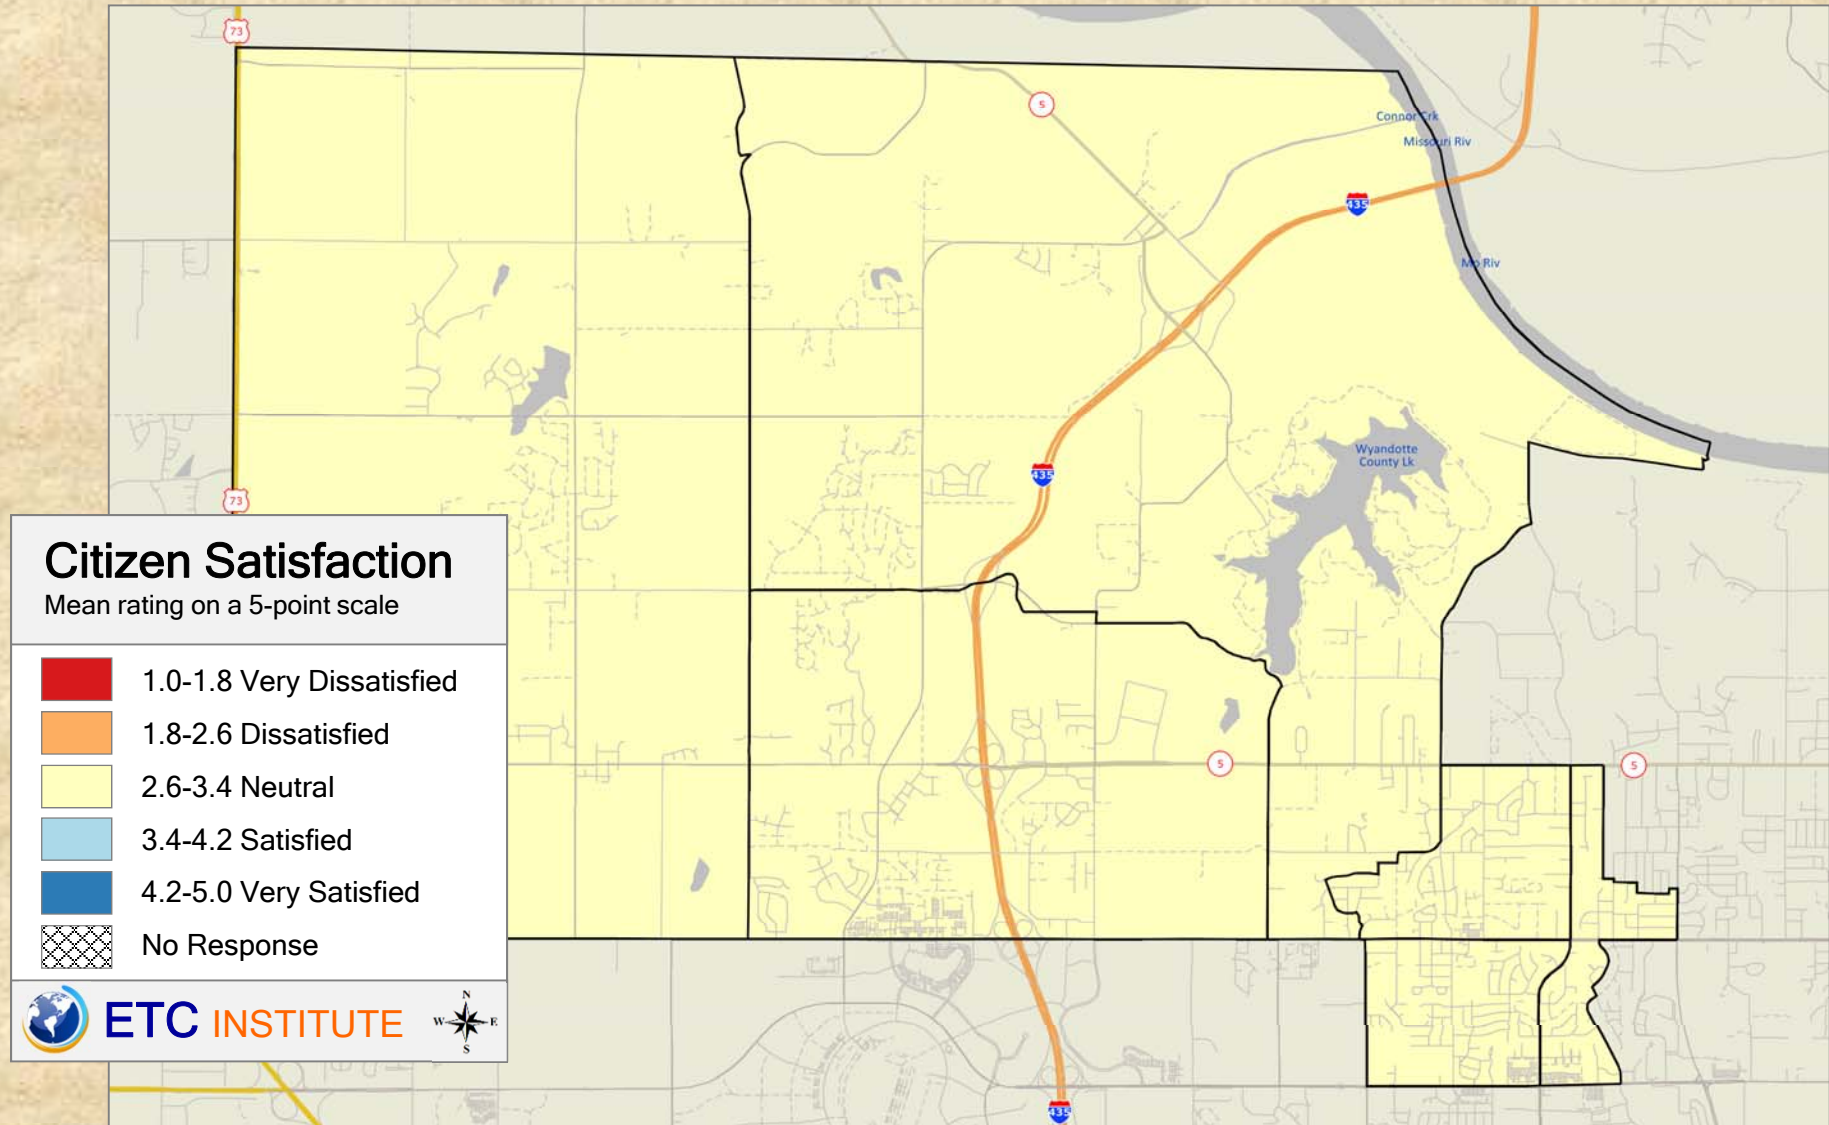 73
5
Connor Crk
Missouri Riv
435
Mo Riv
Wyandotte
County Lk
435
73
Citizen Satisfaction
Mean rating on a 5-point scale
1.0-1.8 Very Dissatisfied
1.8-2.6 Dissatisfied
2.6-3.4 Neutral
3.4-4.2 Satisfied
4.2-5.0 Very Satisfied
No Response
5
5
ETC INSTITUTE
N
W E
S
435